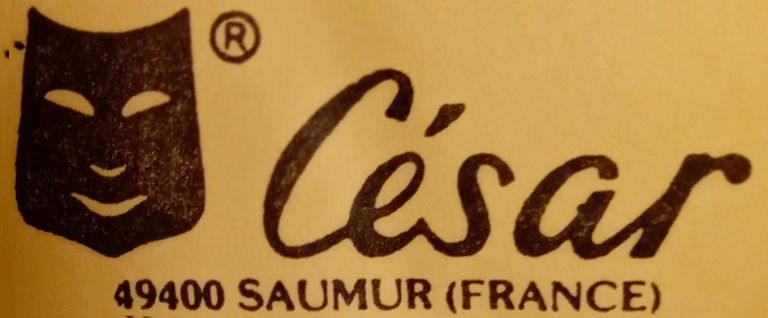 ® César
49400 SAUMUR (FRANCE)